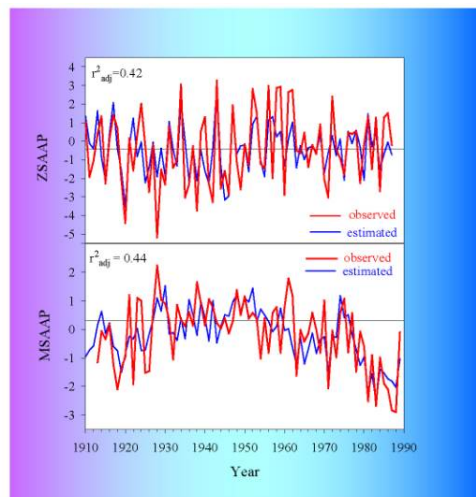 r²adj=0.42
ZSAAP
4
3
2
1
0
-1
-2
-3
-4
-5
observed
estimated
r²adj = 0.44
observed
estimated
MSAAP
2
1
0
-1
-2
-3
1910 1920 1930 1940 1950 1960 1970 1980 1990
Year